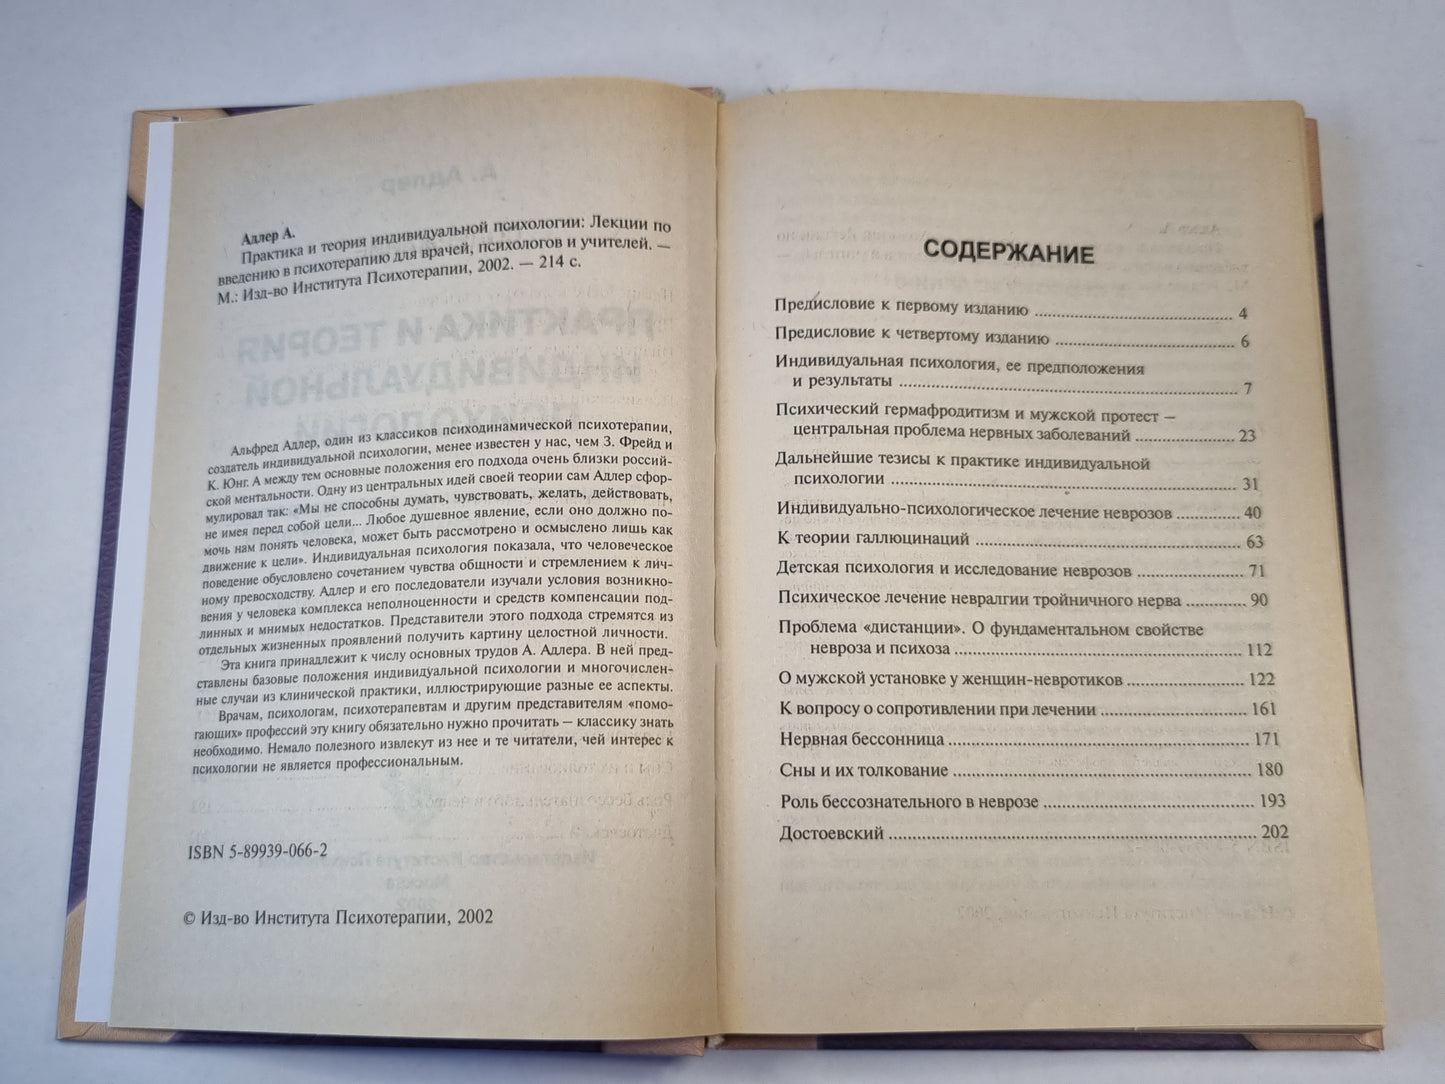 Адлер А.
Практика и теория индивидуальной психологии: Лекции по
введению в психотерапию для врачей, психологов и учителей. —
М.: Изд-во Института Психотерапии, 2002. — 214 с.
Альфред Адлер, один из классиков психодинамической психотерапии,
создатель индивидуальной психологии, менее известен у нас, чем З. Фрейд и
К. Юнг. А между тем основные положения его подхода очень близки россий-
ской ментальности. Одну из центральных идей своей теории сам Адлер сфор-
мулировал так: «Мы не способны думать, чувствовать, желать, действовать,
не имея перед собой цели... Любое душевное явление, если оно должно по-
мочь нам понять человека, может быть рассмотрено и осмыслено лишь как
движение к цели». Индивидуальная психология показала, что человеческое
поведение обусловлено сочетанием чувства общности и стремлением к лич-
ному превосходству. Адлер и его последователи изучали условия возникно-
вения у человека комплекса неполноценности и средств компенсации под-
линных и мнимых недостатков. Представители этого подхода стремятся из
отдельных жизненных проявлений получить картину целостной личности.
Эта книга принадлежит к числу основных трудов А. Адлера. В ней пред-
ставлены базовые положения индивидуальной психологии и многочислен-
ные случаи из клинической практики, иллюстрирующие разные ее аспекты.
Врачам, психологам, психотерапевтам и другим представителям «помо-
гающих» профессий эту книгу обязательно нужно прочитать — классику знать
необходимо. Немало полезного извлекут из нее и те читатели, чей интерес к
психологии не является профессиональным.
ISBN 5-89939-066-2
© Изд-во Института Психотерапии, 2002
СОДЕРЖАНИЕ
Предисловие к первому изданию 4
Предисловие к четвертому изданию 6
Индивидуальная психология, ее предположения
и результаты 7
Психический гермафродитизм и мужской протест —
центральная проблема нервных заболеваний 23
Дальнейшие тезисы к практике индивидуальной
психологии 31
Индивидуально-психологическое лечение неврозов 40
К теории галлюцинаций 63
Детская психология и исследование неврозов 71
Психическое лечение невралгии тройничного нерва 90
Проблема «дистанции». О фундаментальном свойстве
невроза и психоза 112
О мужской установке у женщин-невротиков 122
К вопросу о сопротивлении при лечении 161
Нервная бессонница 171
Сны и их толкование 180
Роль бессознательного в неврозе 193
Достоевский 202